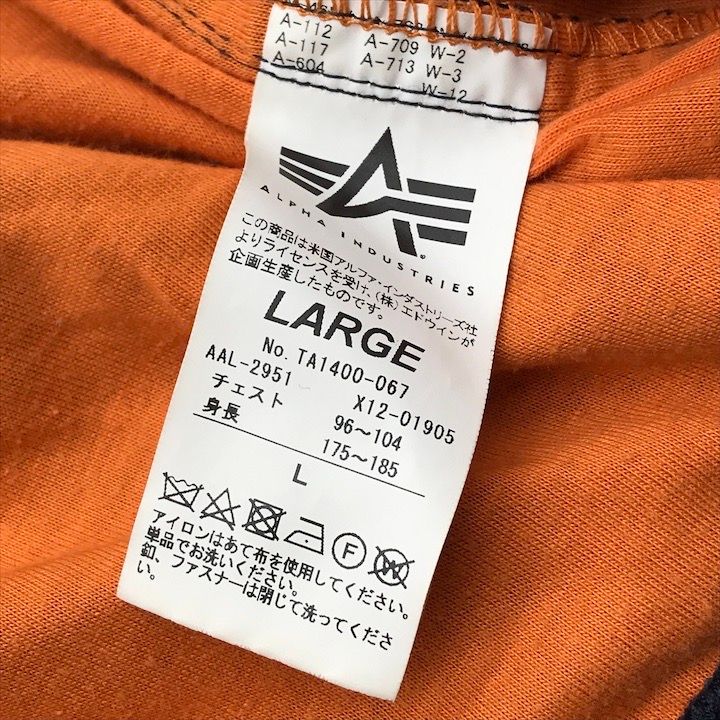 A-112 A-709 W-2
A-117 A-713 W-3
A-604 W-12
ALPHA INDUSTRIES
この商品は米国アルファ・インダストリーズ社
よりライセンスを受け、(株)エドウィンが
企画生産したものです。
LARGE
No. TA1400-067
AAL-2951 X12-01905
チェスト 96〜104
身長 175〜185
L
F W
アイロンはあて布を使用してください。
単品でお洗いください。
釦、ファスナーは閉じて洗ってくださ
い。